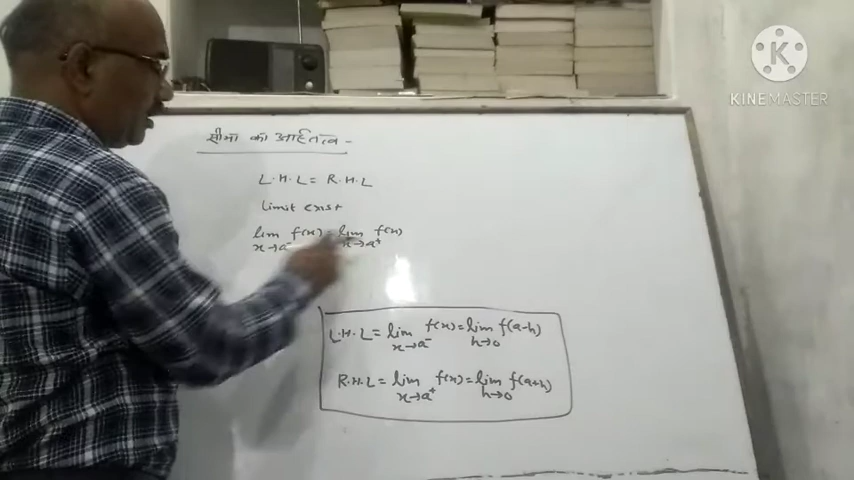 सीमा का अस्तित्व -
L.H.L = R.H.L
Limit exist
lim f(x) = lim f(x)
x→a⁻ x→a⁺
L.H.L = lim f(x) = lim f(a-h)
x→a⁻ h→0
R.H.L = lim f(x) = lim f(a+h)
x→a⁺ h→0
KINEMASTER